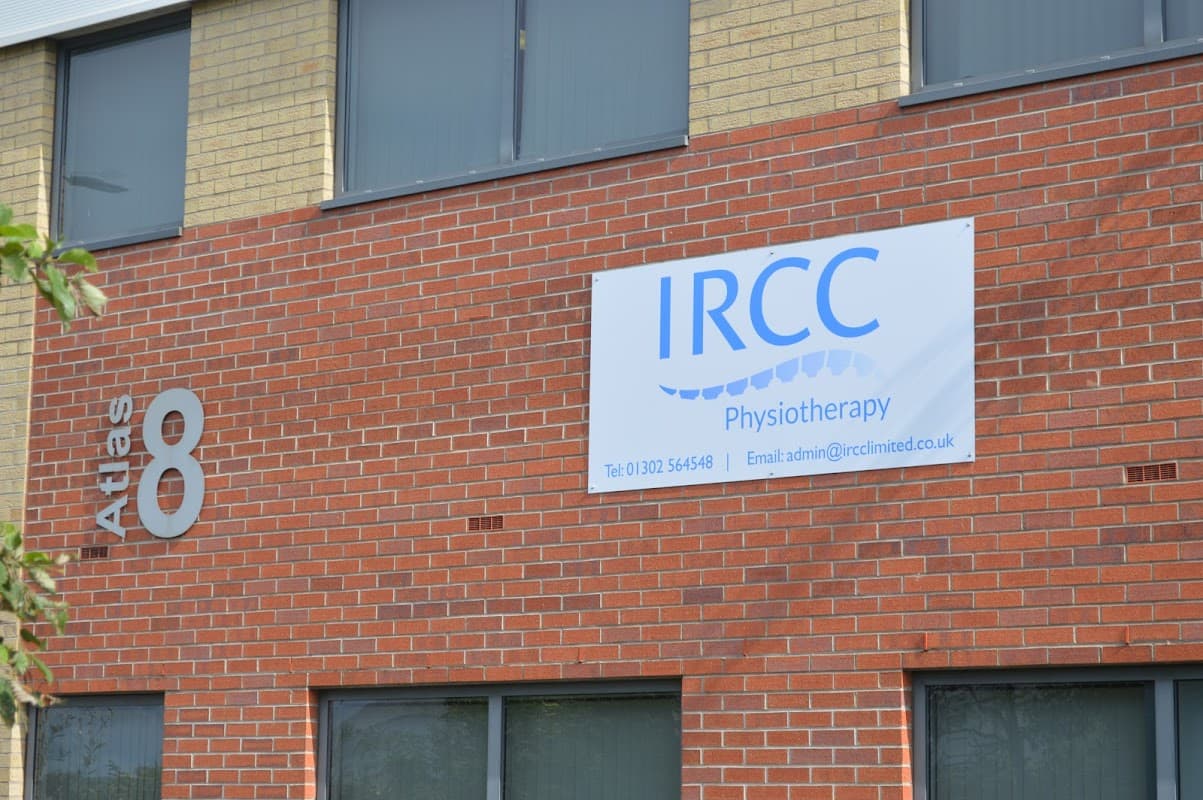 Atlas
8
IRCC
Physiotherapy
Tel: 01302 564548 | Email: admin@ircclimited.co.uk